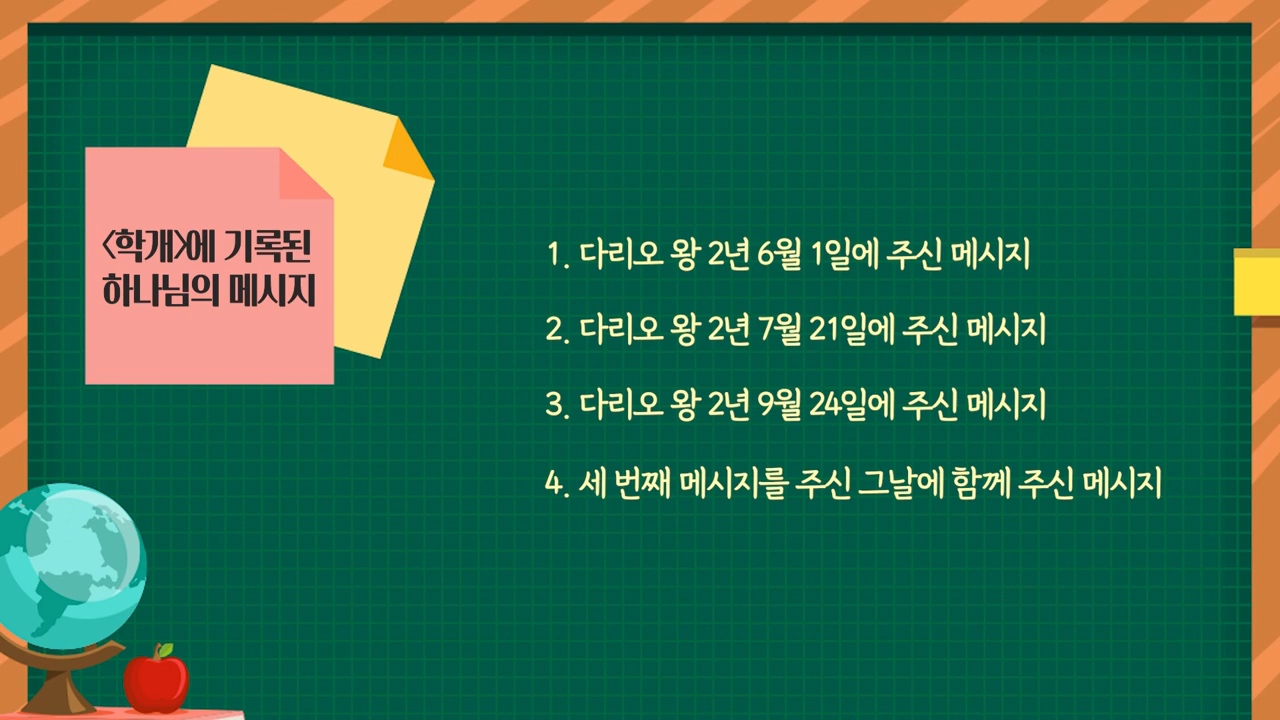 <학개>에 기록된
하나님의 메시지
1. 다리오 왕 2년 6월 1일에 주신 메시지
2. 다리오 왕 2년 7월 21일에 주신 메시지
3. 다리오 왕 2년 9월 24일에 주신 메시지
4. 세 번째 메시지를 주신 그날에 함께 주신 메시지